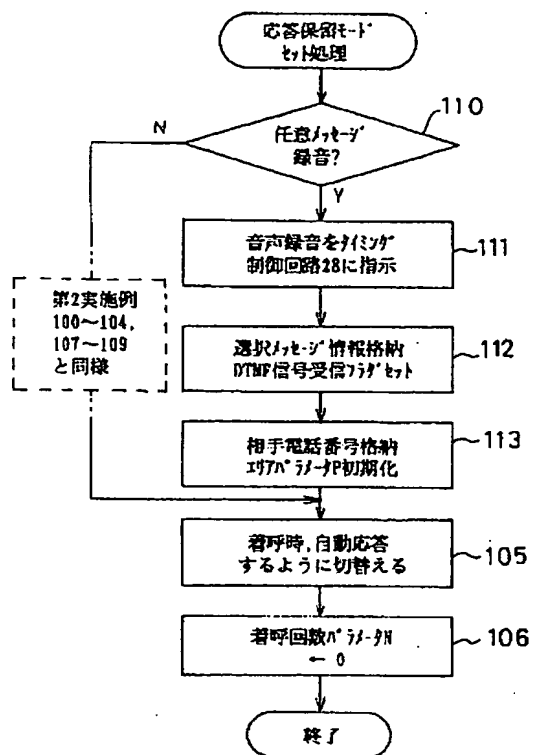 応答保留モード
セット処理
110
N
任意メッセージ
録音?
Y
音声録音をタイミング
制御回路28に指示
111
第2実施例
100～104,
107～109
と同様
選択メッセージ情報格納
DTMF信号受信フラグセット
112
相手電話番号格納
エリアパラメータP初期化
113
着呼時,自動応答
するように切替える
105
着呼回数パラメータN
← 0
106
終了